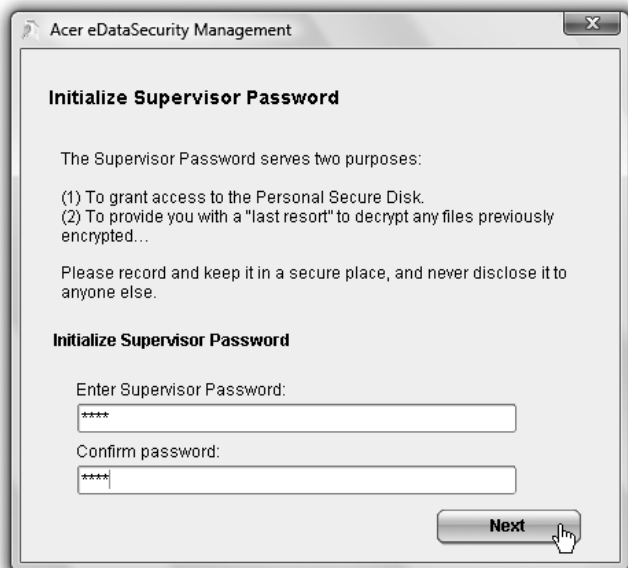 Acer eDataSecurity Management
X
Initialize Supervisor Password
The Supervisor Password serves two purposes:
(1) To grant access to the Personal Secure Disk.
(2) To provide you with a "last resort" to decrypt any files previously
encrypted...
Please record and keep it in a secure place, and never disclose it to
anyone else.
Initialize Supervisor Password
Enter Supervisor Password:
****
Confirm password:
****
Next